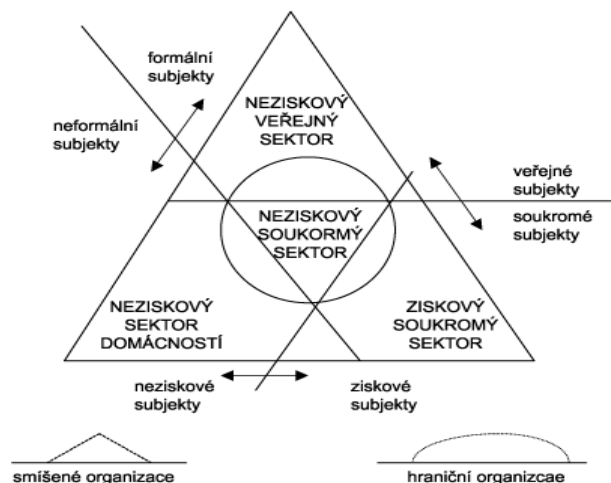 formální
subjekty
neformální
subjekty
NEZISKOVÝ
VEŘEJNÝ
SEKTOR
veřejné
subjekty
soukromé
subjekty
NEZISKOVÝ
SOUKORMÝ
SEKTOR
NEZISKOVÝ
SEKTOR
DOMÁCNOSTÍ
ZISKOVÝ
SOUKROMÝ
SEKTOR
neziskové
subjekty
ziskové
subjekty
smíšené organizace
hraniční organizcae